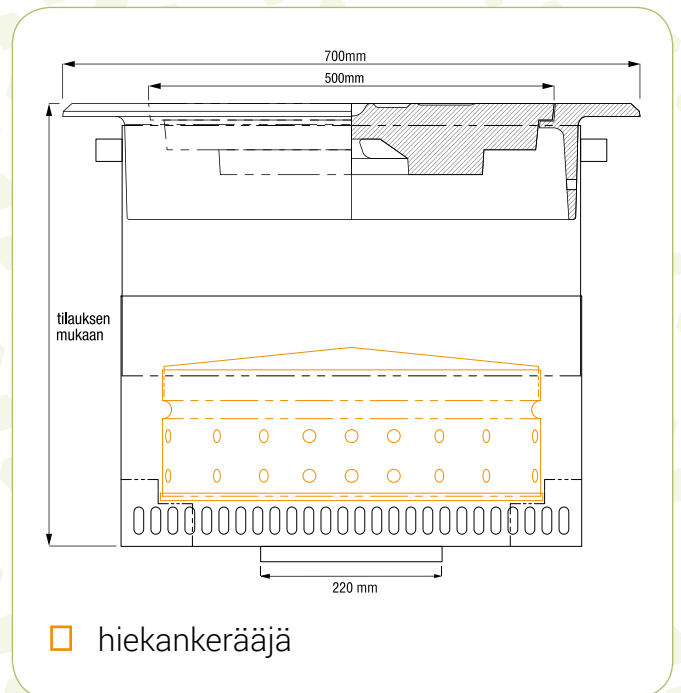 700mm
500mm
tilauksen
mukaan
220 mm
hiekankerääjä